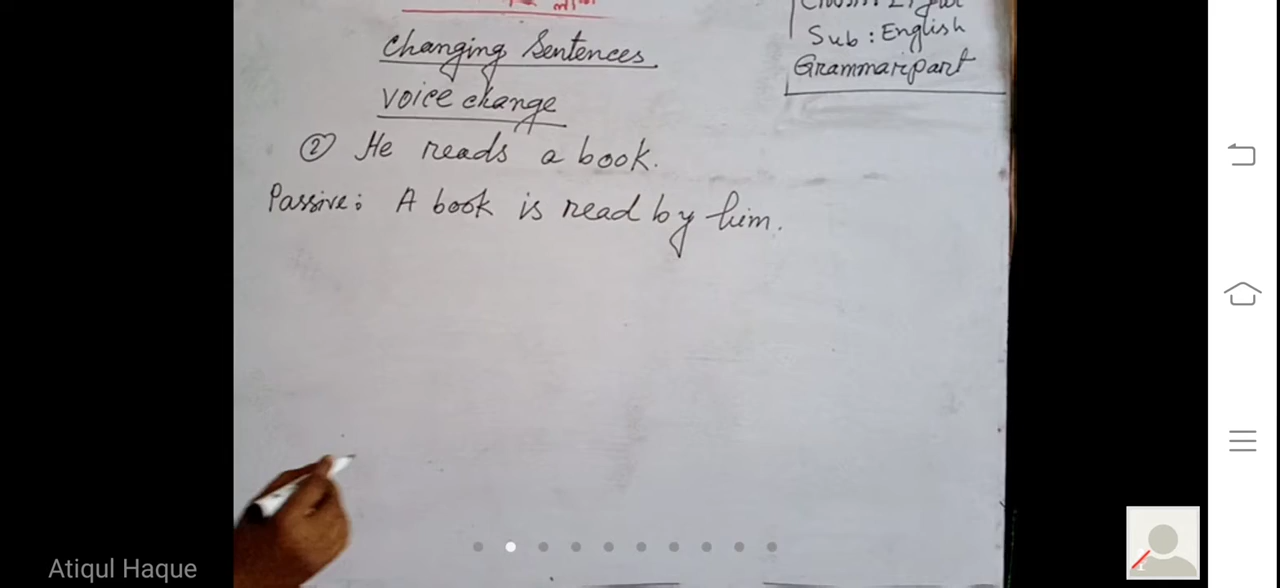 Sub : English
Grammar part
Changing Sentences
Voice change
② He reads a book.
Passive: A book is read by him.
Atiqul Haque